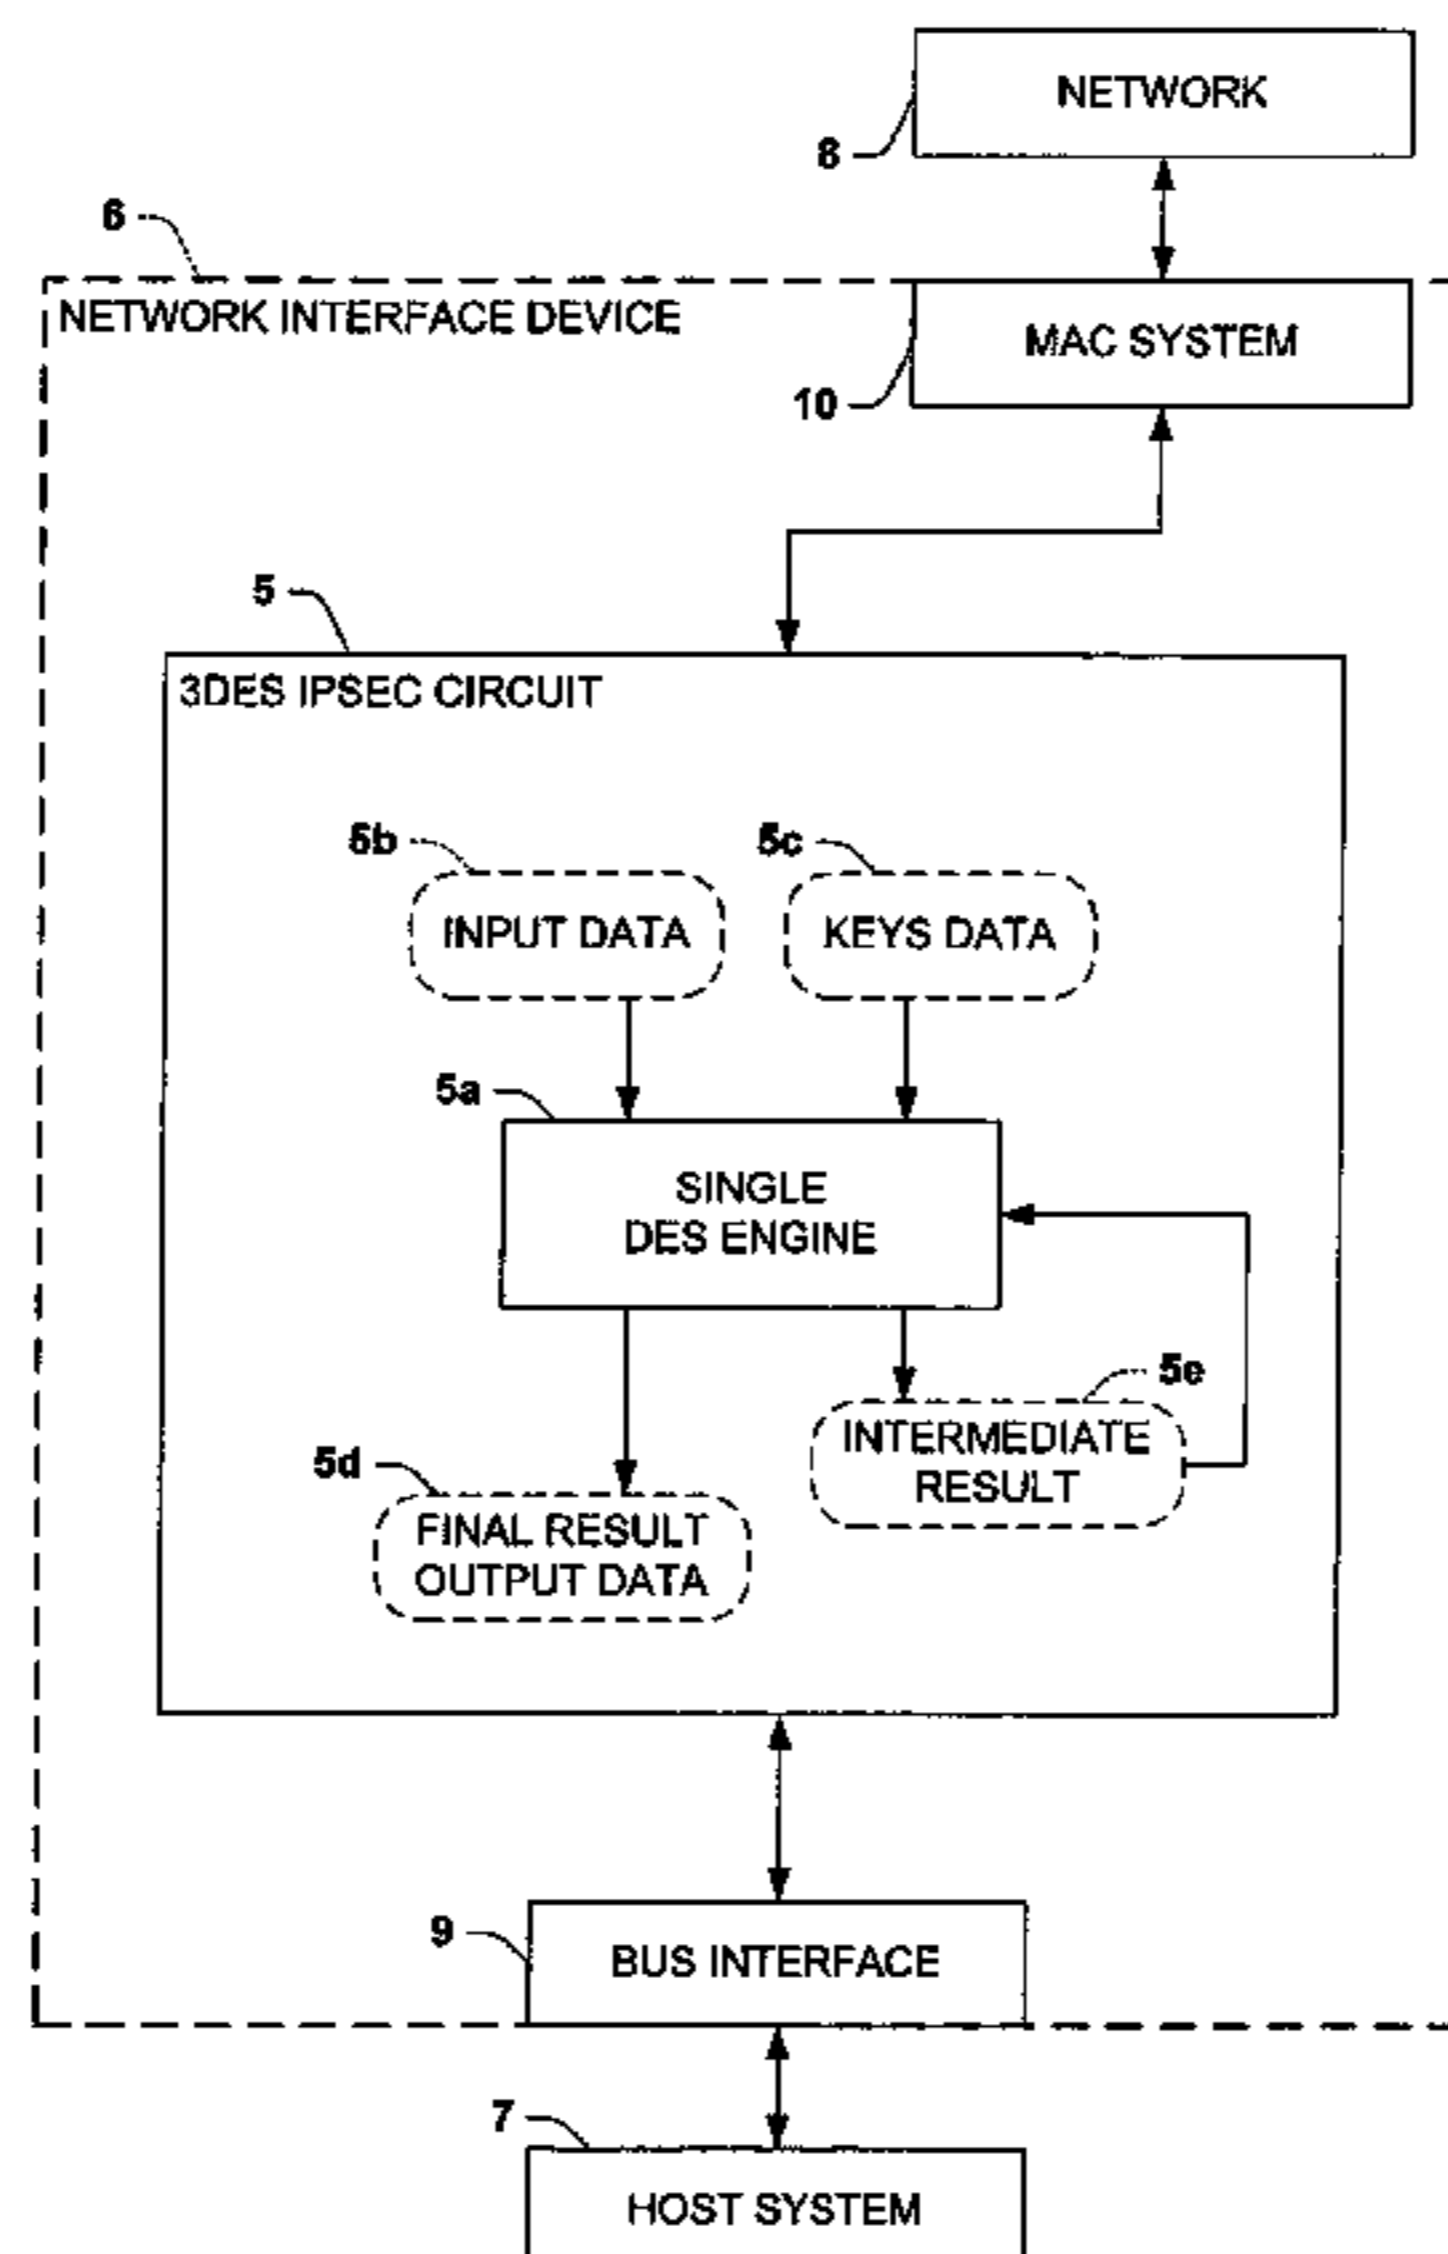 NETWORK
8
6
NETWORK INTERFACE DEVICE
MAC SYSTEM
10
5
3DES IPSEC CIRCUIT
5b
5c
INPUT DATA
KEYS DATA
5a
SINGLE
DES ENGINE
5e
INTERMEDIATE
RESULT
5d
FINAL RESULT
OUTPUT DATA
9
BUS INTERFACE
7
HOST SYSTEM